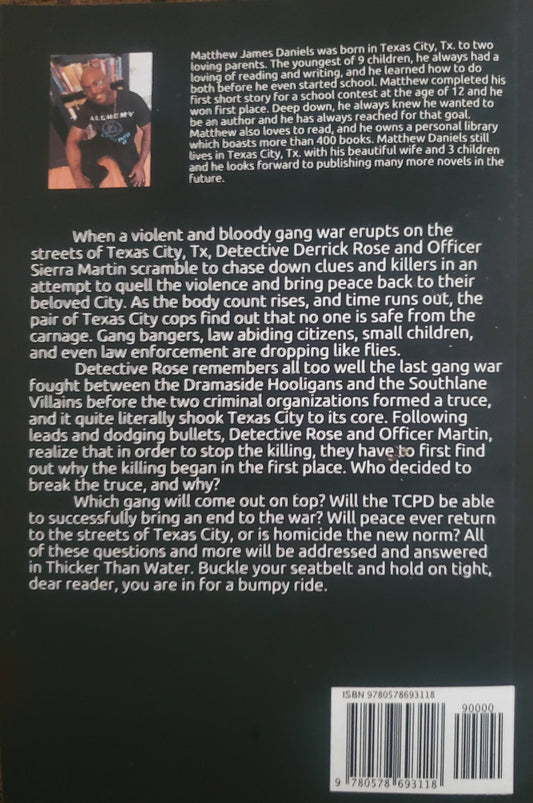 Matthew James Daniels was born in Texas City, Tx. to two
loving parents. The youngest of 9 children, he always had a
loving of reading and writing, and he learned how to do
both before he even started school. Matthew completed his
first short story for a school contest at the age of 12 and he
won first place. Deep down, he always knew he wanted to
be an author and he has always reached for that goal.
Matthew also loves to read, and he owns a personal library
which boasts more than 400 books. Matthew Daniels still
lives in Texas City, Tx. with his beautiful wife and 3 children
and he looks forward to publishing many more novels in the
future.
ALCHEMY
When a violent and bloody gang war erupts on the
streets of Texas City, Tx, Detective Derrick Rose and Officer
Sierra Martin scramble to chase down clues and killers in an
attempt to quell the violence and bring peace back to their
beloved City. As the body count rises, and time runs out, the
pair of Texas City cops find out that no one is safe from the
carnage. Gang bangers, law abiding citizens, small children,
and even law enforcement are dropping like flies.
Detective Rose remembers all too well the last gang war
fought between the Dramaside Hooligans and the Southlane
Villains before the two criminal organizations formed a truce,
and it quite literally shook Texas City to its core. Following
leads and dodging bullets, Detective Rose and Officer Martin,
realize that in order to stop the killing, they have to first find
out why the killing began in the first place. Who decided to
break the truce, and why?
Which gang will come out on top? Will the TCPD be able
to successfully bring an end to the war? Will peace ever return
to the streets of Texas City, or is homicide the new norm? All
of these questions and more will be addressed and answered
in Thicker Than Water. Buckle your seatbelt and hold on tight,
dear reader, you are in for a bumpy ride.
ISBN 9780578693118
90000
9 780578 693118